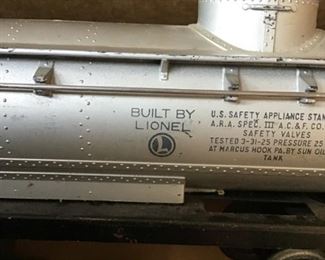 BUILT BY
LIONEL
L
U.S. SAFETY APPLIANCE STAN
A.R.A. SPEC. III A.C.& F. CO.
SAFETY VALVES
TESTED 3-31-25 PRESSURE 25
AT MARCUS HOOK PA. BY SUN OIL
TANK